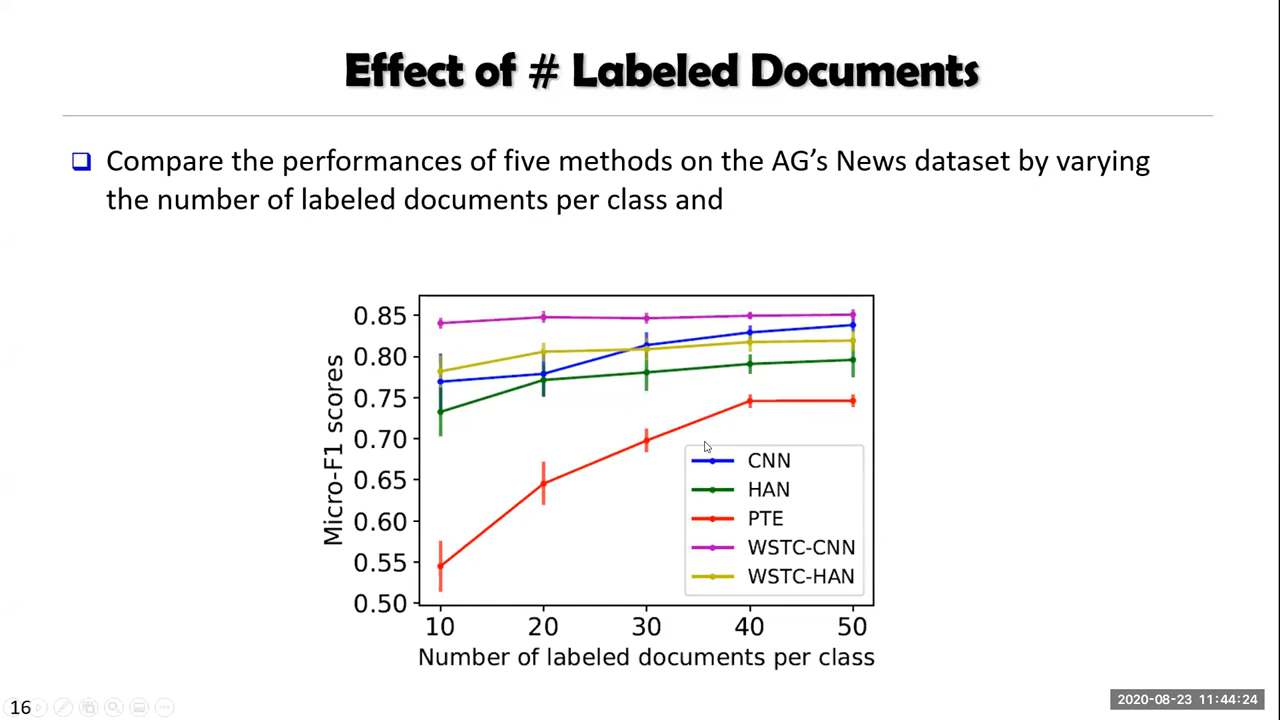 Effect of # Labeled Documents
❑ Compare the performances of five methods on the AG’s News dataset by varying
the number of labeled documents per class and
Micro-F1 scores
0.85
0.80
0.75
0.70
0.65
0.60
0.55
0.50
CNN
HAN
PTE
WSTC-CNN
WSTC-HAN
10 20 30 40 50
Number of labeled documents per class
16
2020-08-23 11:44:24